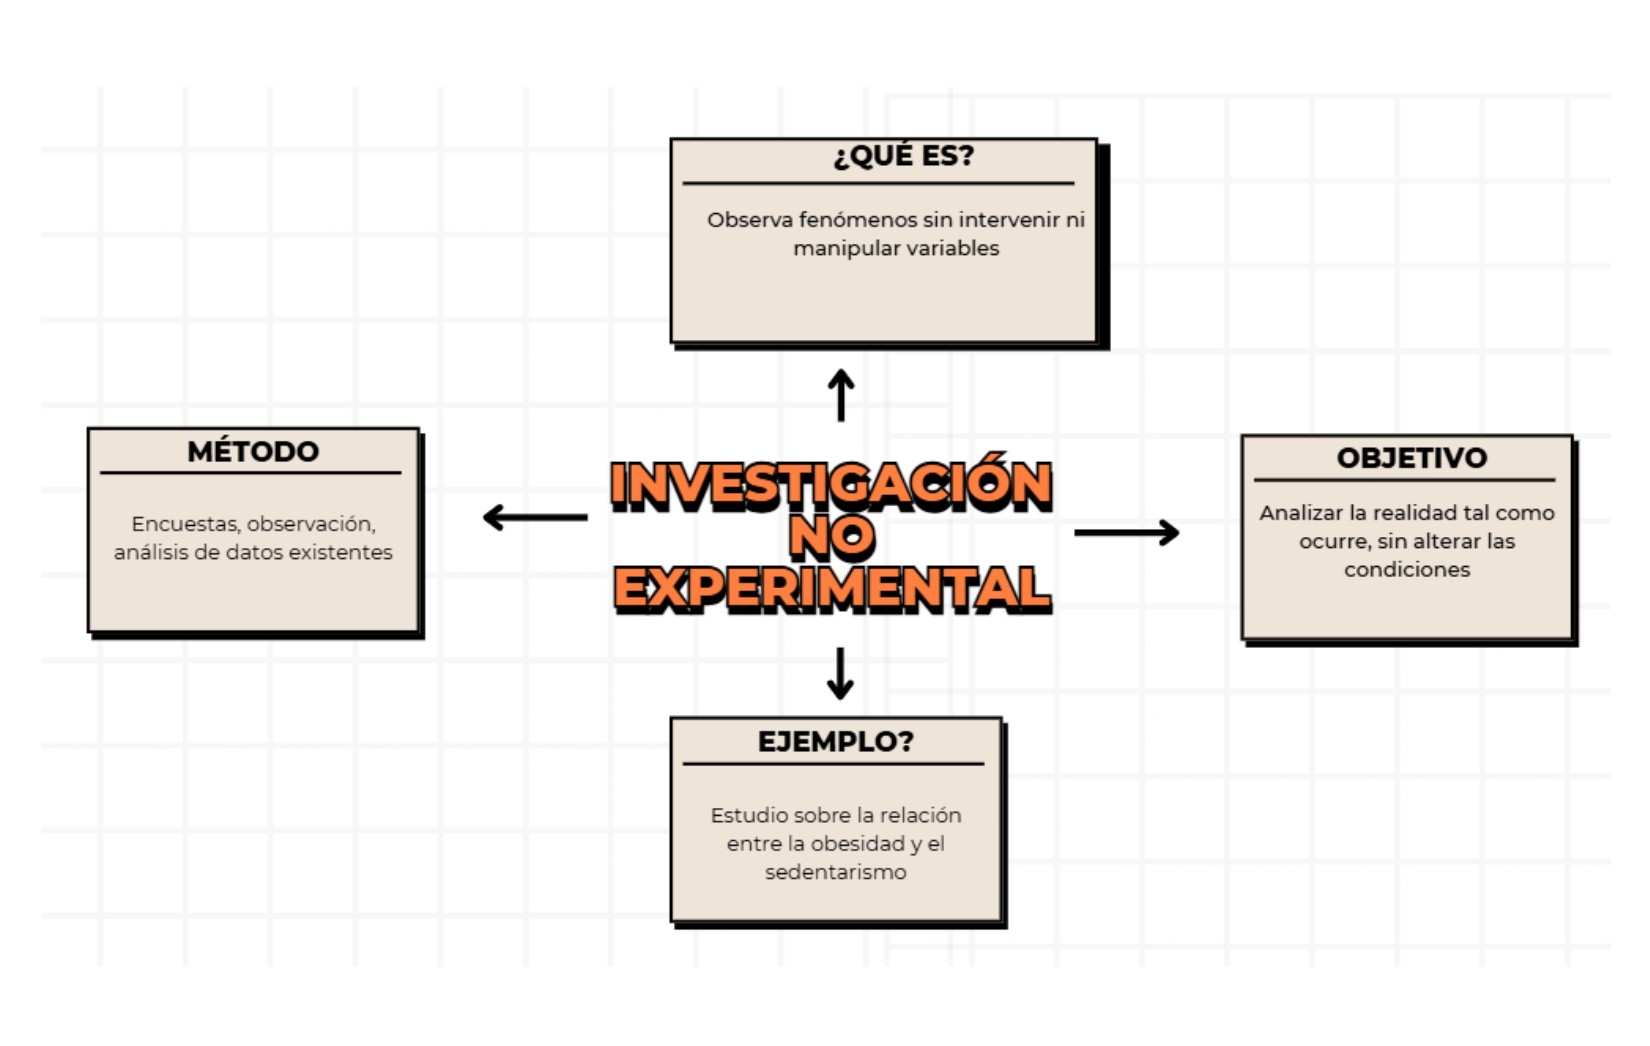 ¿QUÉ ES?
Observa fenómenos sin intervenir ni
manipular variables
MÉTODO
Encuestas, observación,
análisis de datos existentes
INVESTIGACIÓN
NO
EXPERIMENTAL
OBJETIVO
Analizar la realidad tal como
ocurre, sin alterar las
condiciones
EJEMPLO?
Estudio sobre la relación
entre la obesidad y el
sedentarismo